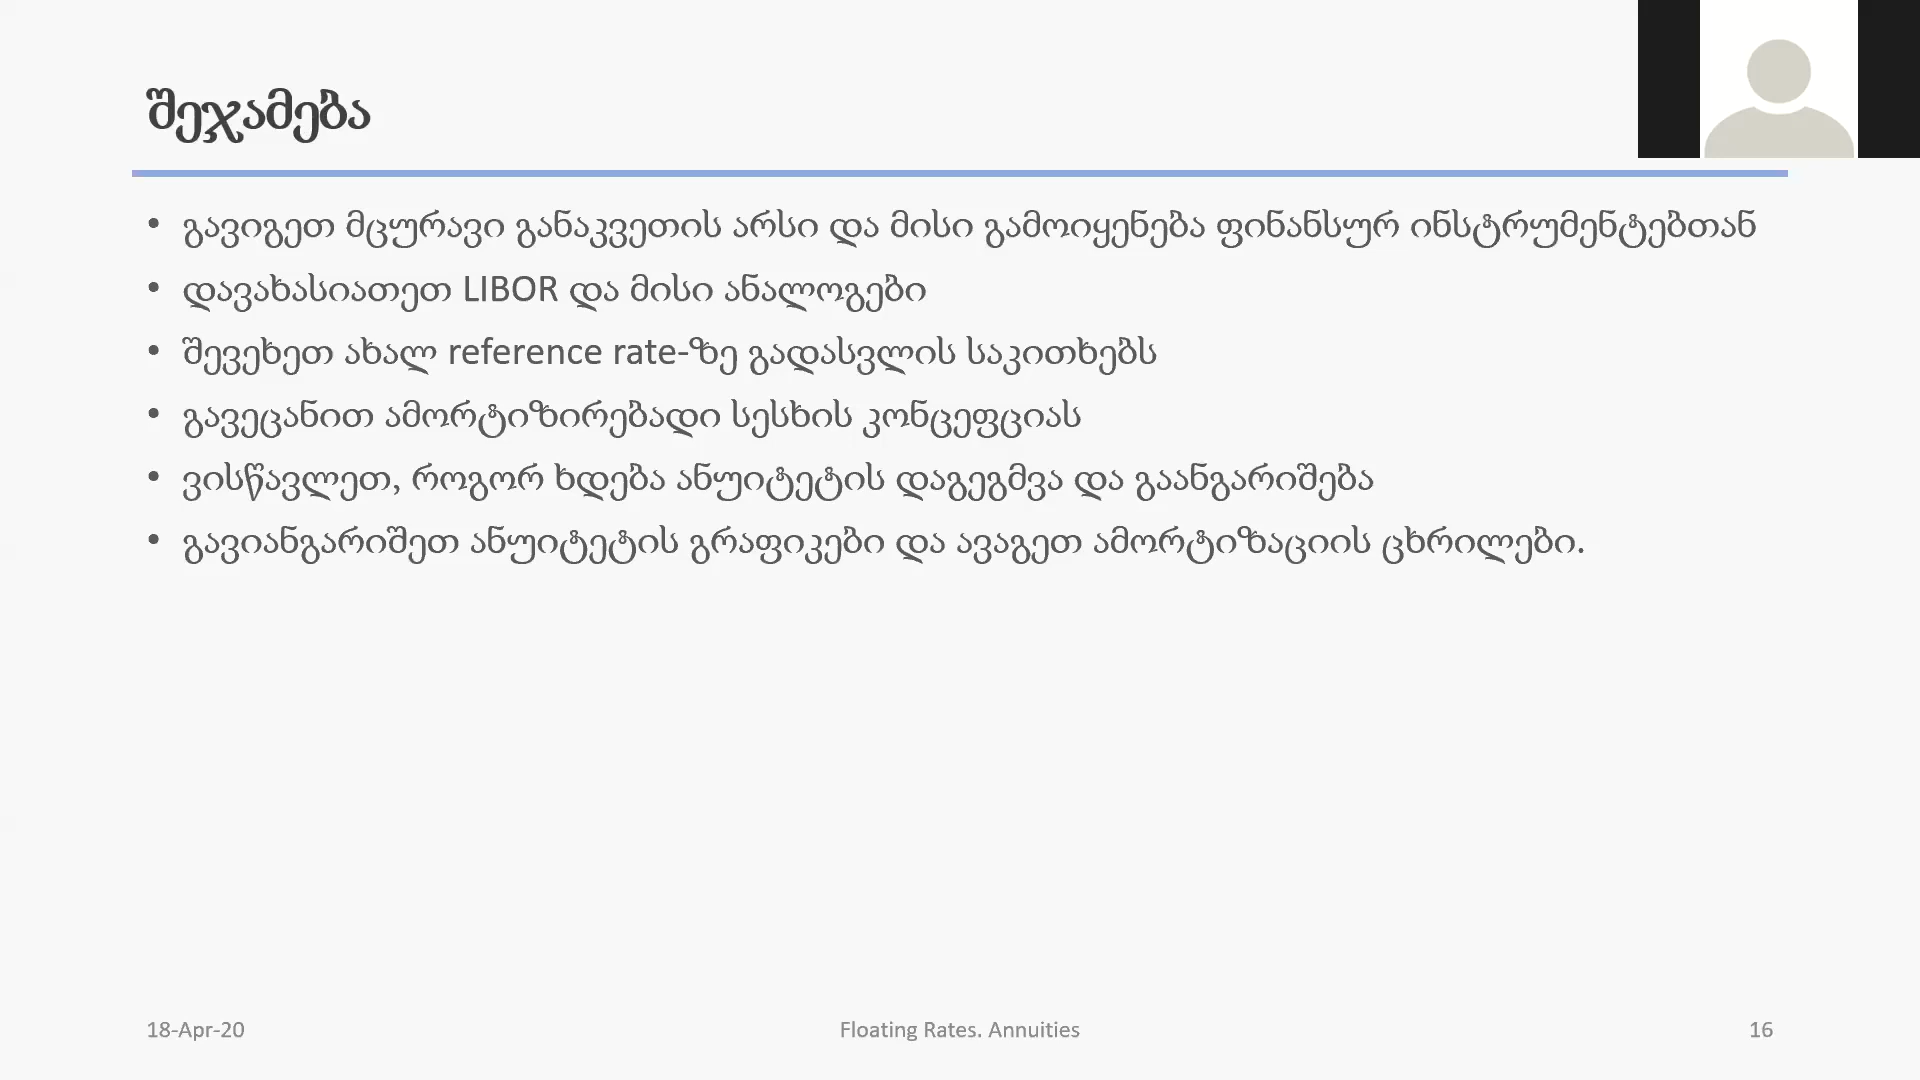 შეჯამება
• გავიგეთ მცურავი განაკვეთის არსი და მისი გამოიყენება ფინანსურ ინსტრუმენტებთან
• დავახასიათეთ LIBOR და მისი ანალოგები
• შევეხეთ ახალ reference rate-ზე გადასვლის საკითხებს
• გავეცანით ამორტიზირებადი სესხის კონცეფციას
• ვისწავლეთ, როგორ ხდება ანუიტეტის დაგეგმვა და გაანგარიშება
• გავიანგარიშეთ ანუიტეტის გრაფიკები და ავაგეთ ამორტიზაციის ცხრილები.
18-Apr-20
Floating Rates. Annuities
16